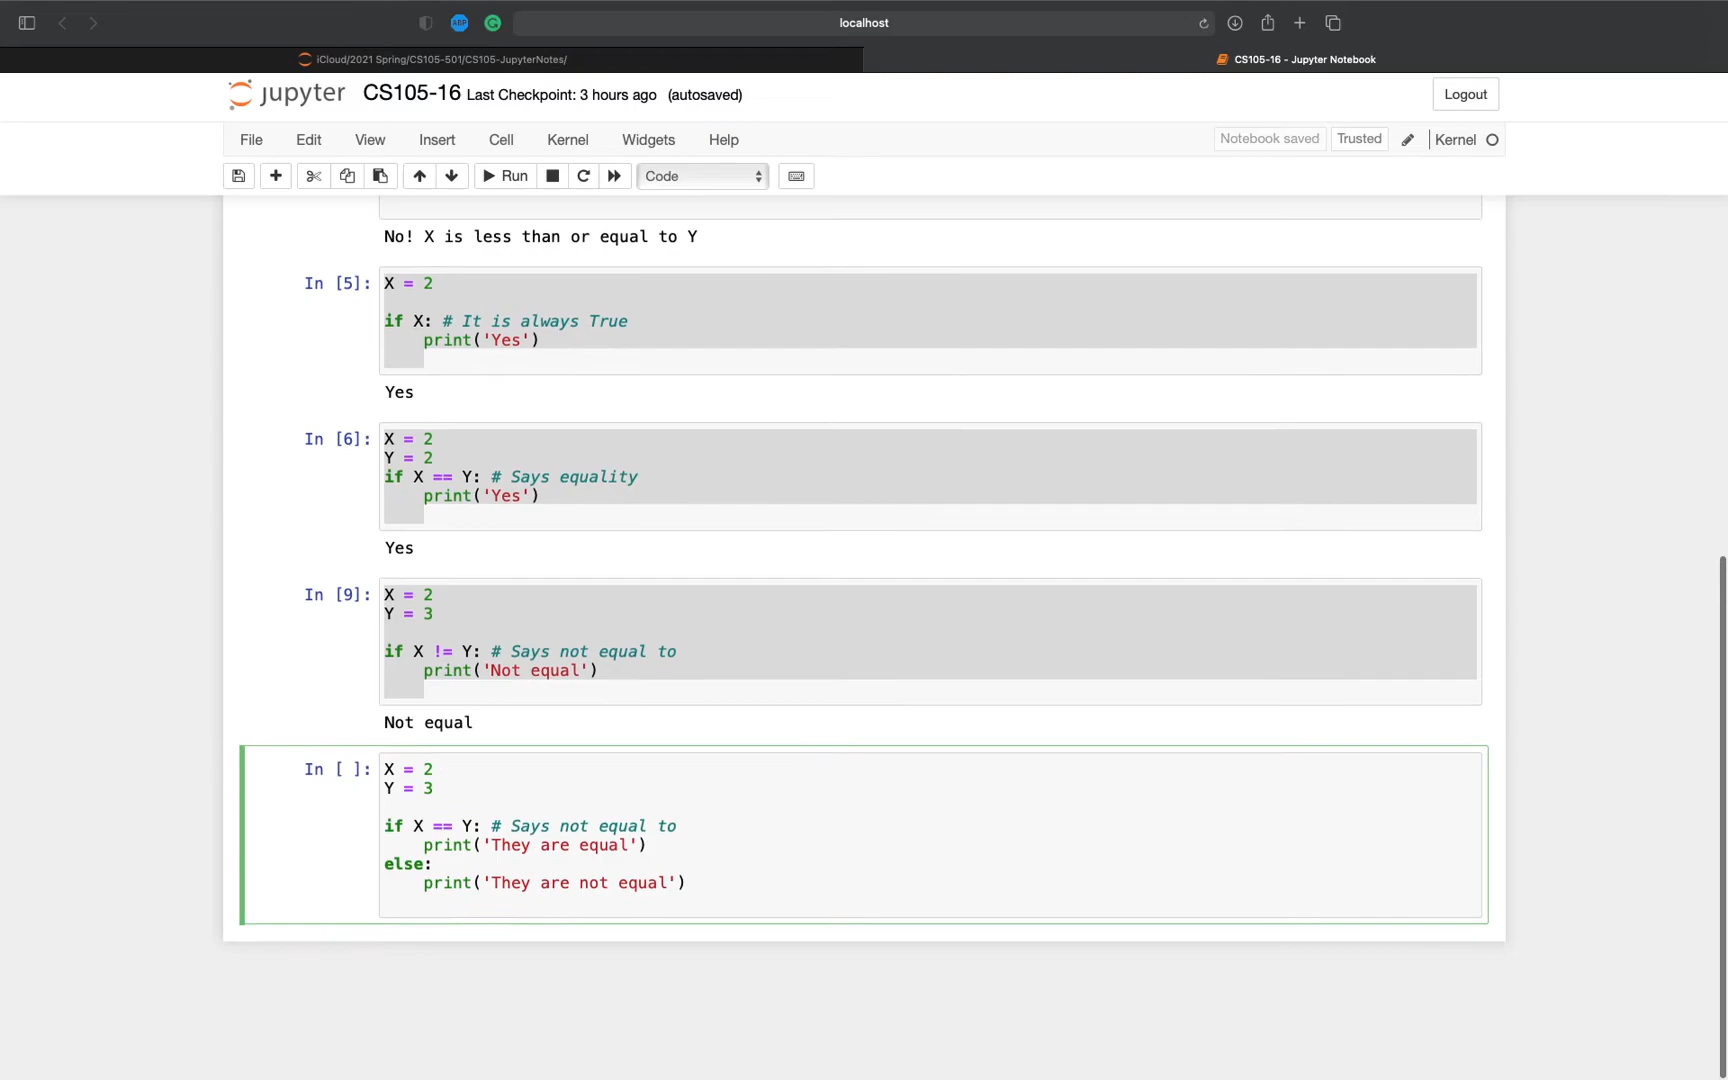 localhost
iCloud/2021 Spring/CS105-501/CS105-JupyterNotes/
CS105-16 - Jupyter Notebook
ABP
jupyter CS105-16 Last Checkpoint: 3 hours ago (autosaved)
Logout
File Edit View Insert Cell Kernel Widgets Help
Notebook saved Trusted Kernel
Run Code
No! X is less than or equal to Y
In [5]: X = 2
if X: # It is always True
print('Yes')
Yes
In [6]: X = 2
Y = 2
if X == Y: # Says equality
print('Yes')
Yes
In [9]: X = 2
Y = 3
if X != Y: # Says not equal to
print('Not equal')
Not equal
In [ ]: X = 2
Y = 3
if X == Y: # Says not equal to
print('They are equal')
else:
print('They are not equal')